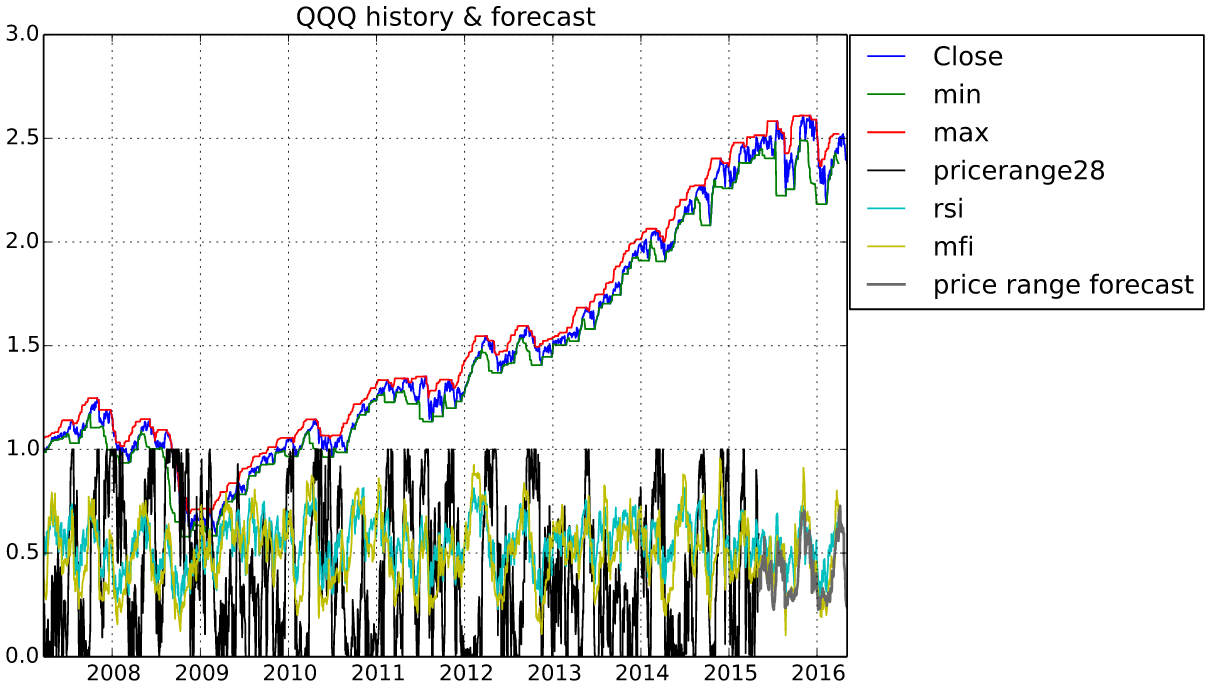 QQQ history & forecast
3.0
2.5
2.0
1.5
1.0
0.5
0.0
2008 2009 2010 2011 2012 2013 2014 2015 2016
Close
min
max
pricerange28
rsi
mfi
price range forecast